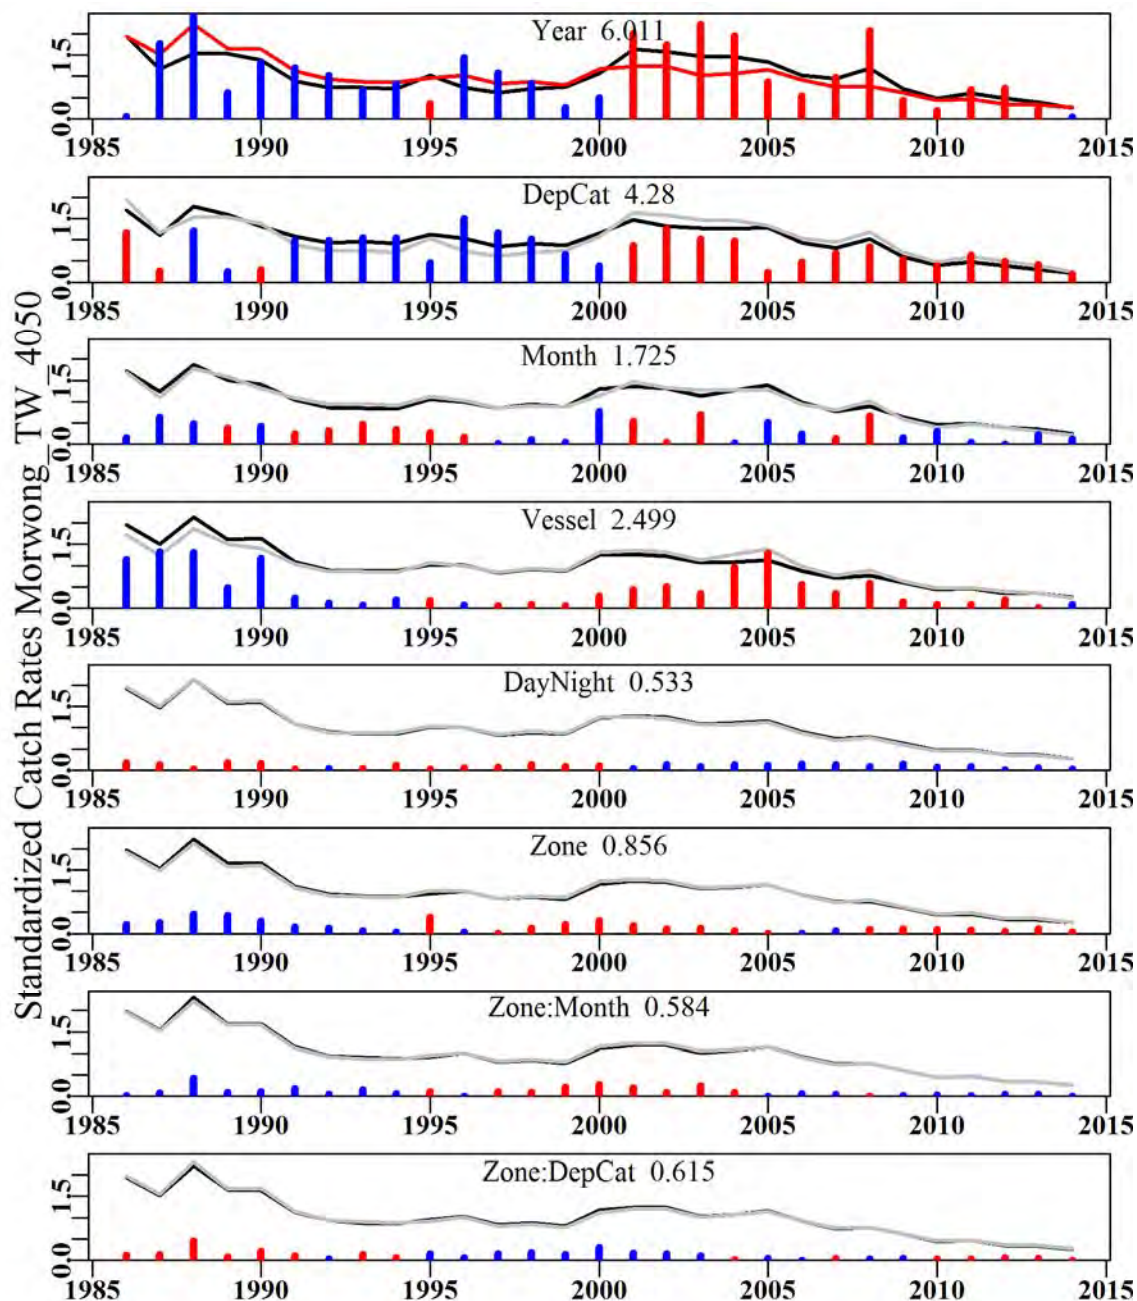 Standardized Catch Rates Morwong_TW_4050
Year 6.011
0.0 1.5
1985 1990 1995 2000 2005 2010 2015
DepCat 4.28
0.0 1.5
1985 1990 1995 2000 2005 2010 2015
Month 1.725
0.0 1.5
1985 1990 1995 2000 2005 2010 2015
Vessel 2.499
0.0 1.5
1985 1990 1995 2000 2005 2010 2015
DayNight 0.533
0.0 1.5
1985 1990 1995 2000 2005 2010 2015
Zone 0.856
0.0 1.5
1985 1990 1995 2000 2005 2010 2015
Zone:Month 0.584
0.0 1.5
1985 1990 1995 2000 2005 2010 2015
Zone:DepCat 0.615
0.0 1.5
1985 1990 1995 2000 2005 2010 2015